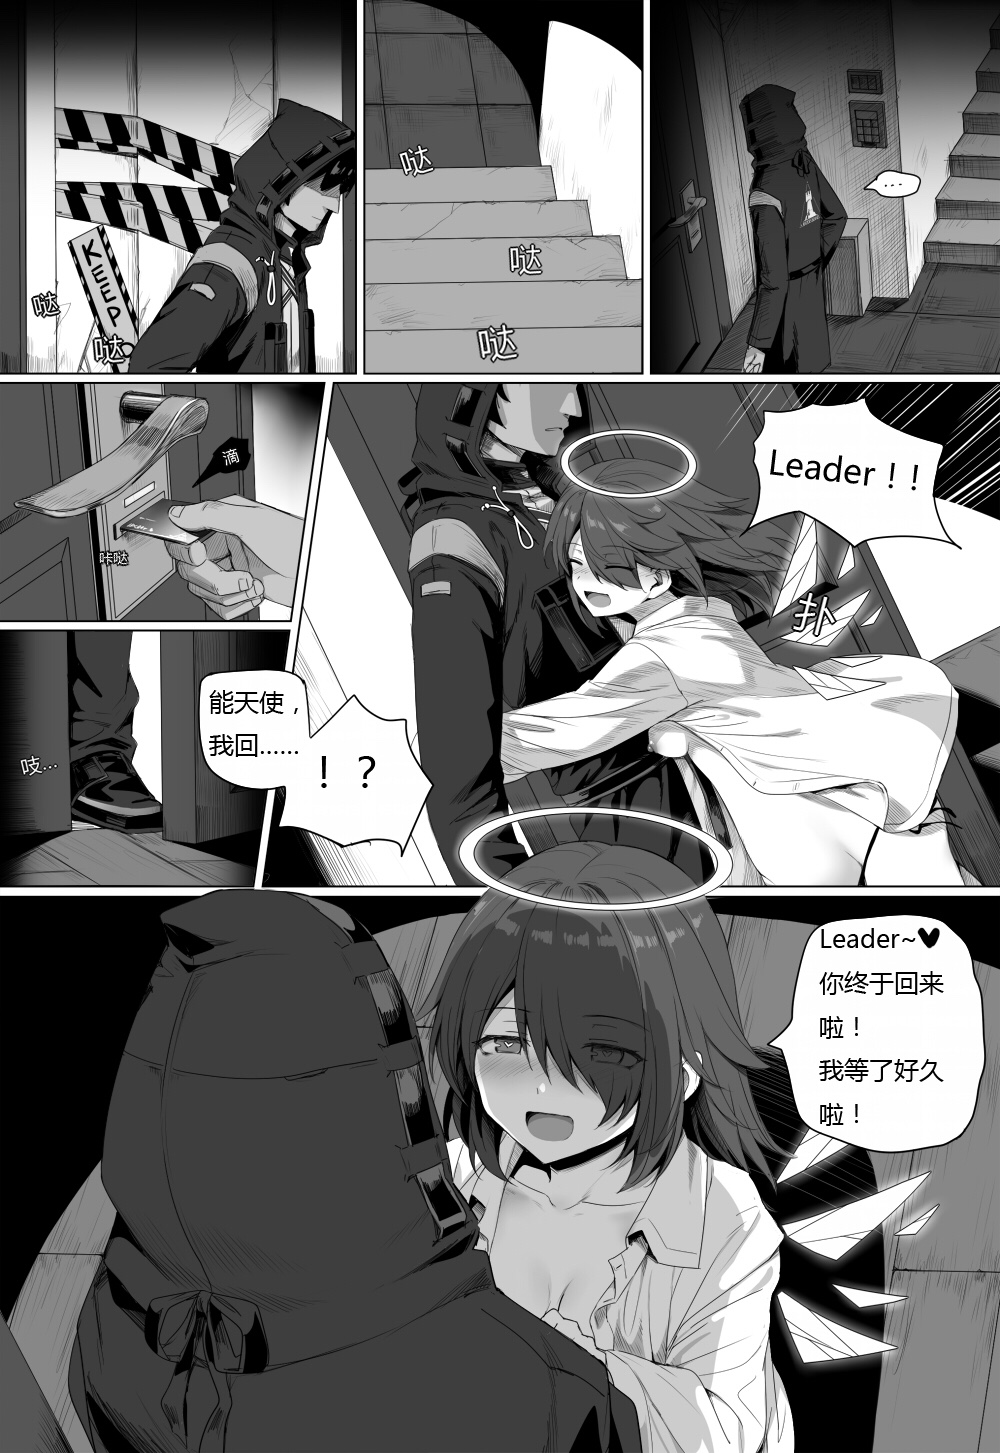 KEEP
哒
哒
哒
哒
哒
...
滴
咔哒
Leader！！
扑
吱...
能天使，
我回......
！？
Leader~♥
你终于回来
啦！
我等了好久
啦！